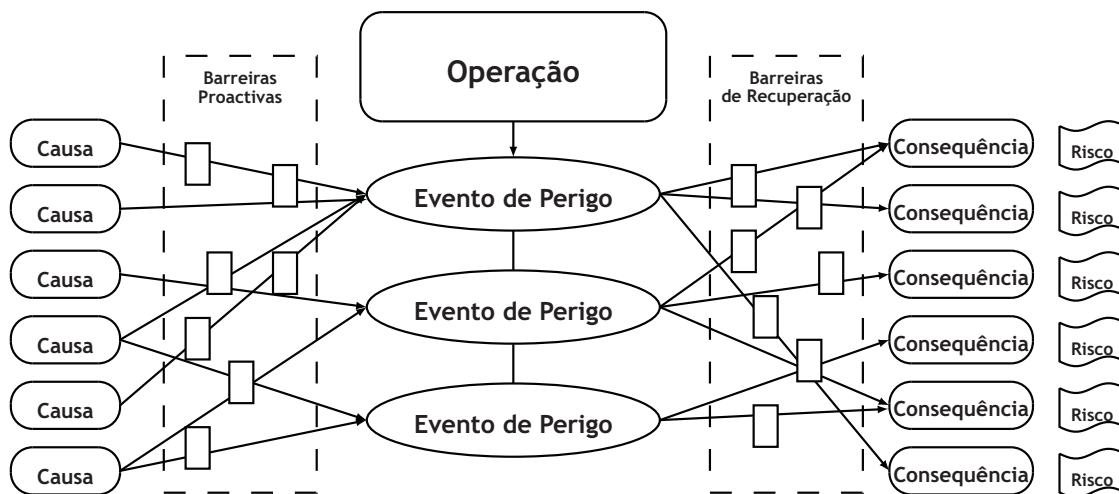 Operação
Barreiras
Proactivas
Barreiras
de Recuperação
Causa
Causa
Causa
Causa
Causa
Causa
Evento de Perigo
Evento de Perigo
Evento de Perigo
Consequência
Consequência
Consequência
Consequência
Consequência
Consequência
Risco
Risco
Risco
Risco
Risco
Risco